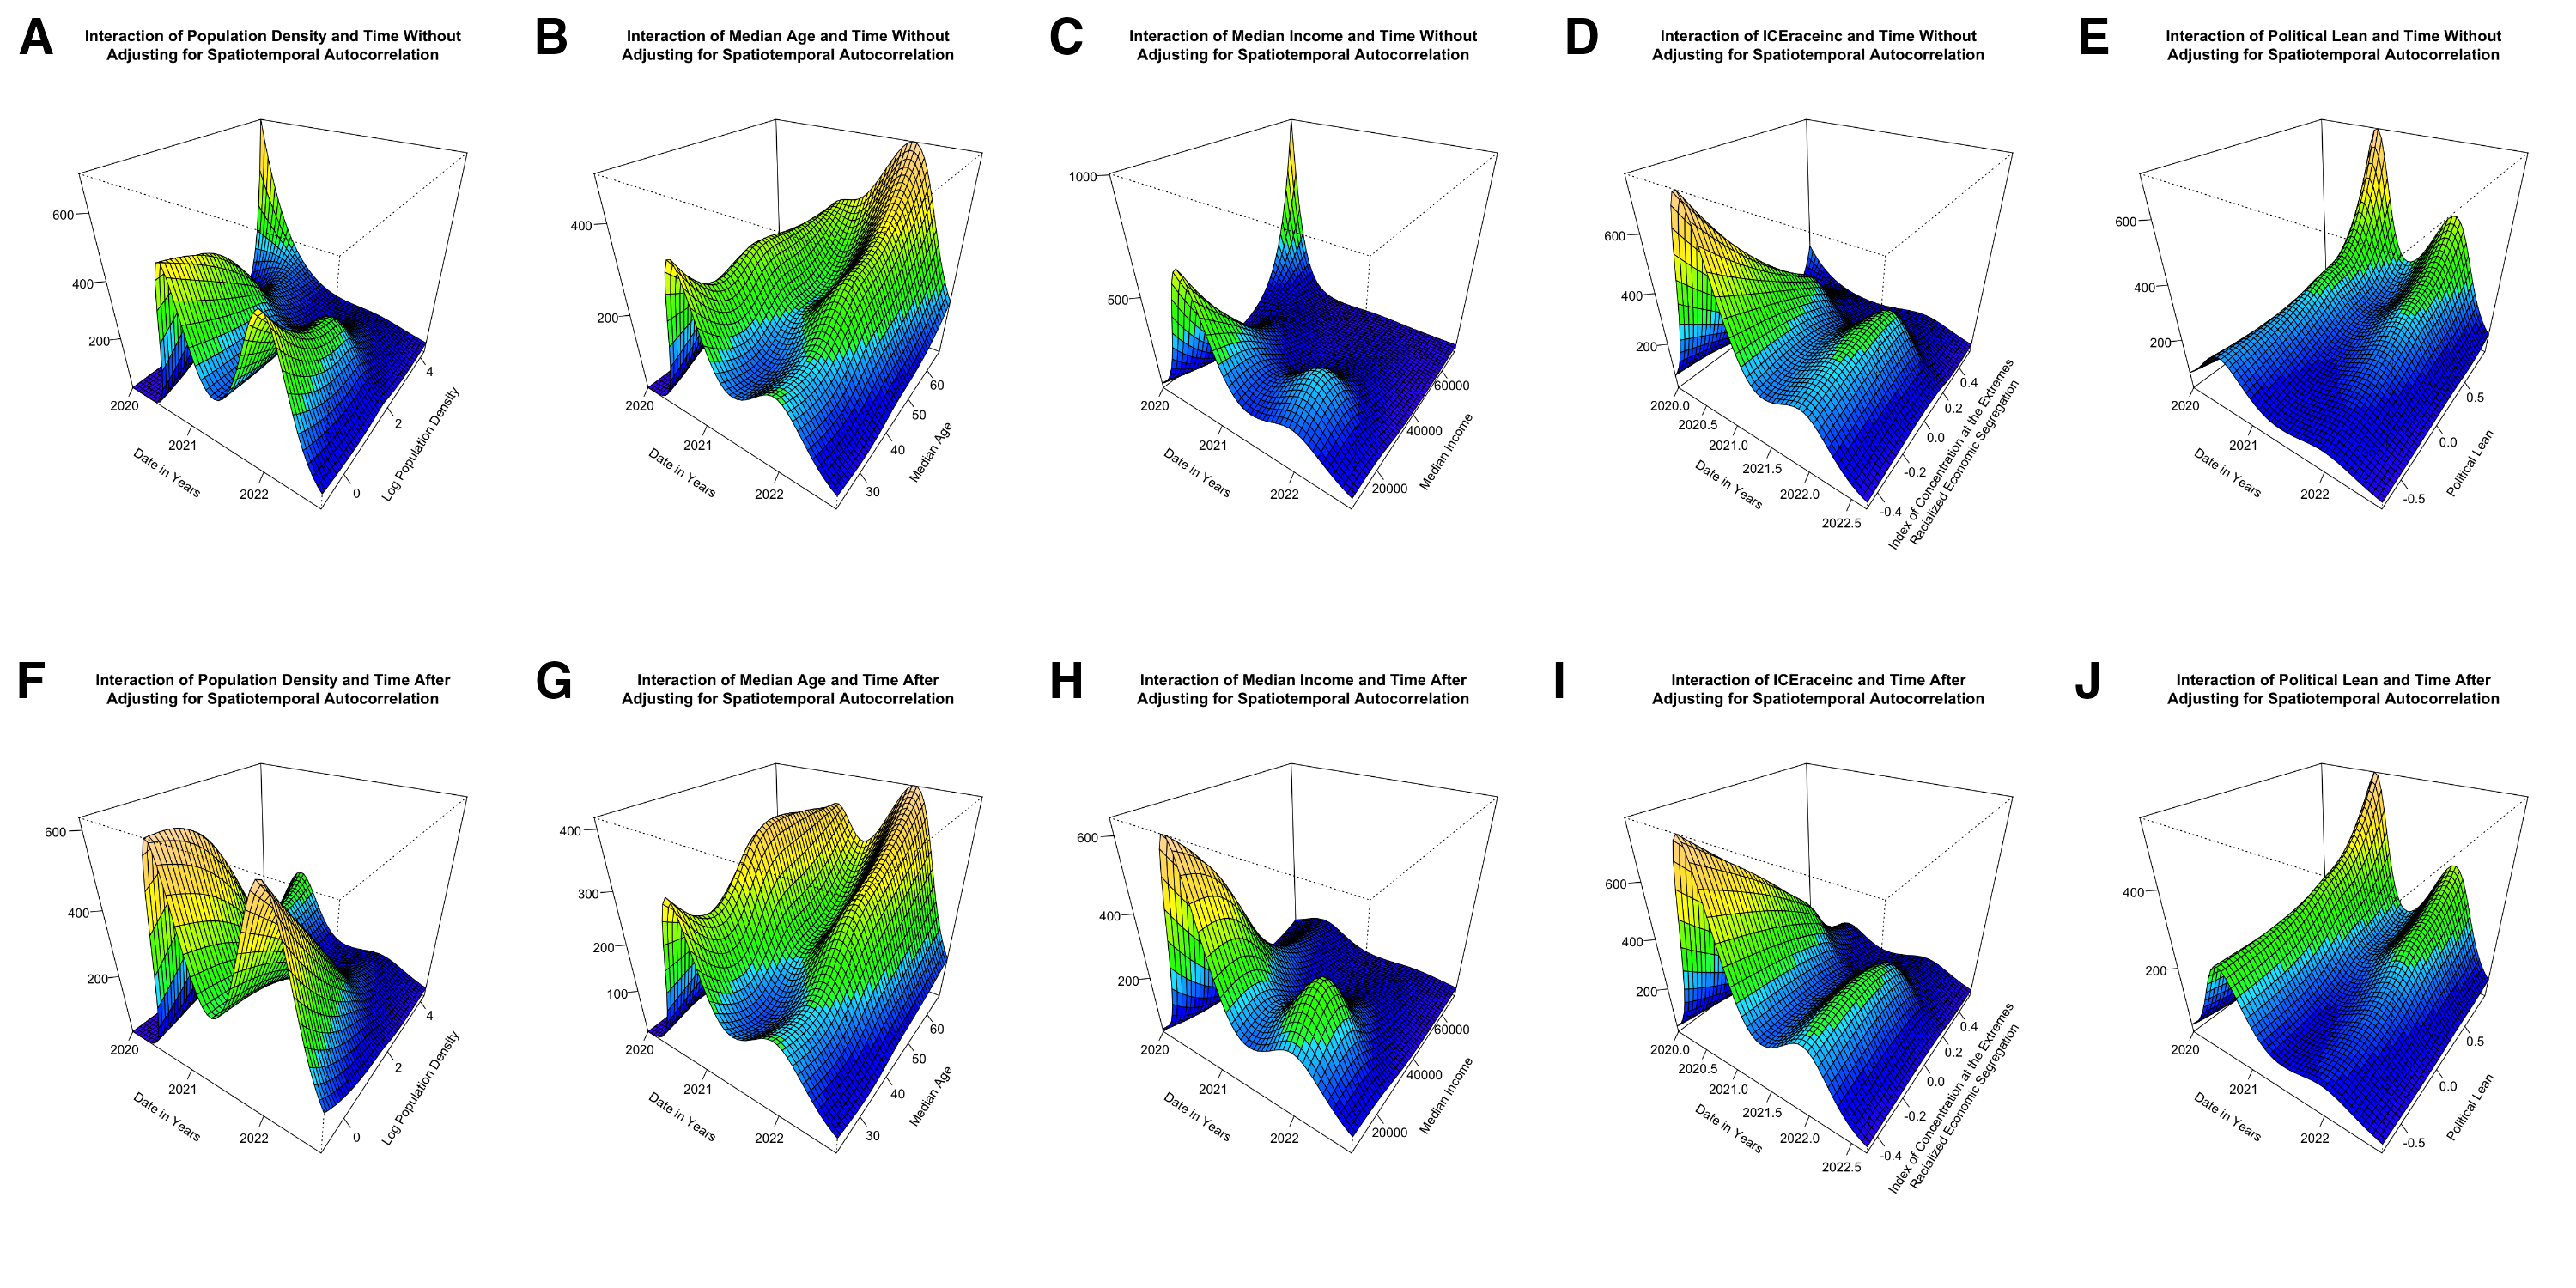 A
Interaction of Population Density and Time Without
Adjusting for Spatiotemporal Autocorrelation
600
400
200
2020
2021
2022
Date in Years
0
2
4
Log Population Density
B
Interaction of Median Age and Time Without
Adjusting for Spatiotemporal Autocorrelation
400
200
2020
2021
2022
Date in Years
30
40
50
60
Median Age
C
Interaction of Median Income and Time Without
Adjusting for Spatiotemporal Autocorrelation
1000
500
2020
2021
2022
Date in Years
20000
40000
60000
Median Income
D
Interaction of ICEraceinc and Time Without
Adjusting for Spatiotemporal Autocorrelation
600
400
200
2020.0
2020.5
2021.0
2021.5
2022.0
2022.5
Date in Years
-0.4
-0.2
0.0
0.2
0.4
Index of Concentration at the Extremes
Racialized Economic Segregation
E
Interaction of Political Lean and Time Without
Adjusting for Spatiotemporal Autocorrelation
600
400
200
2020
2021
2022
Date in Years
-0.5
0.0
0.5
Political Lean
F
Interaction of Population Density and Time After
Adjusting for Spatiotemporal Autocorrelation
600
400
200
2020
2021
2022
Date in Years
0
2
4
Log Population Density
G
Interaction of Median Age and Time After
Adjusting for Spatiotemporal Autocorrelation
400
300
200
100
2020
2021
2022
Date in Years
30
40
50
60
Median Age
H
Interaction of Median Income and Time After
Adjusting for Spatiotemporal Autocorrelation
600
400
200
2020
2021
2022
Date in Years
20000
40000
60000
Median Income
I
Interaction of ICEraceinc and Time After
Adjusting for Spatiotemporal Autocorrelation
600
400
200
2020.0
2020.5
2021.0
2021.5
2022.0
2022.5
Date in Years
-0.4
-0.2
0.0
0.2
0.4
Index of Concentration at the Extremes
Racialized Economic Segregation
J
Interaction of Political Lean and Time After
Adjusting for Spatiotemporal Autocorrelation
400
200
2020
2021
2022
Date in Years
-0.5
0.0
0.5
Political Lean